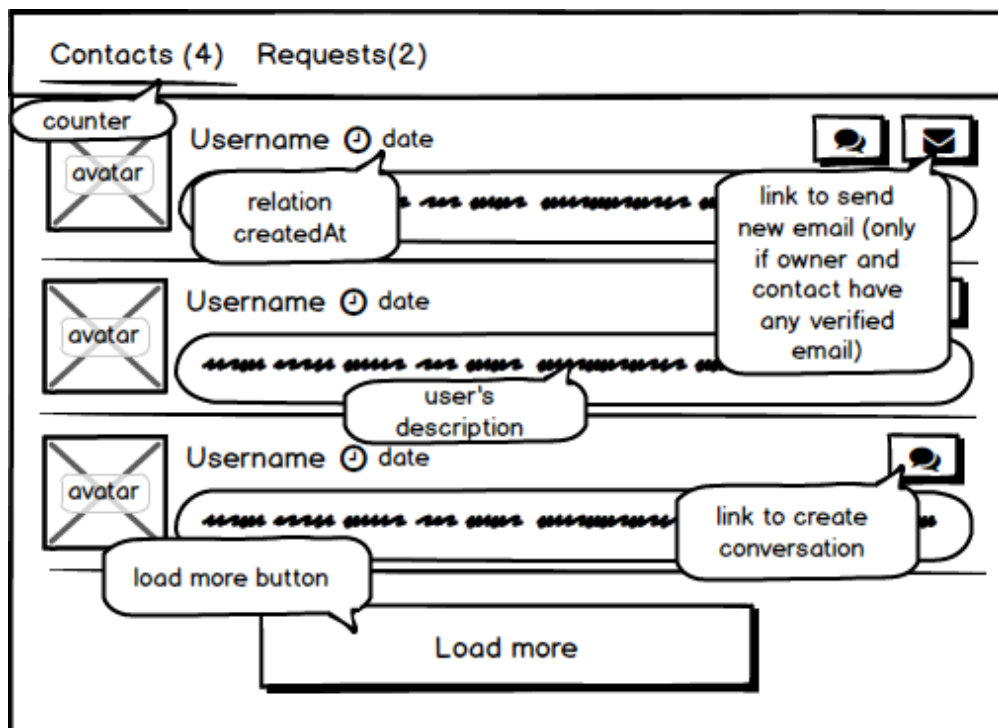 Contacts (4) Requests(2)
counter
avatar
Username date
relation
createdAt
link to send
new email (only
if owner and
contact have
any verified
email)
avatar
Username date
user's
description
avatar
Username date
link to create
conversation
load more button
Load more